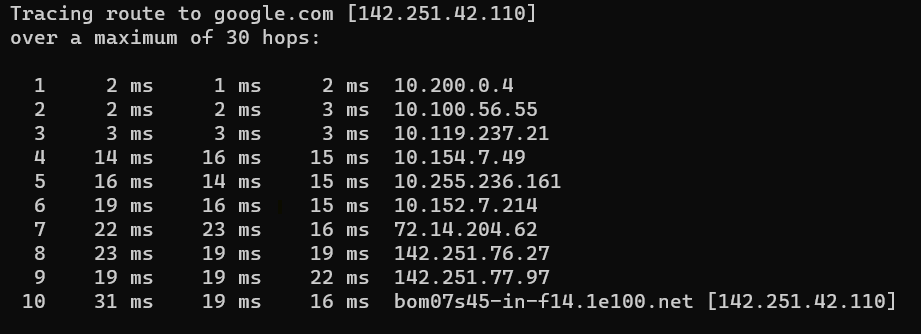 Tracing route to google.com [142.251.42.110]
over a maximum of 30 hops:
1 2 ms 1 ms 2 ms 10.200.0.4
2 2 ms 2 ms 3 ms 10.100.56.55
3 3 ms 3 ms 3 ms 10.119.237.21
4 14 ms 16 ms 15 ms 10.154.7.49
5 16 ms 14 ms 15 ms 10.255.236.161
6 19 ms 16 ms 15 ms 10.152.7.214
7 22 ms 23 ms 16 ms 72.14.204.62
8 23 ms 19 ms 19 ms 142.251.76.27
9 19 ms 19 ms 22 ms 142.251.77.97
10 31 ms 19 ms 16 ms bom07s45-in-f14.1e100.net [142.251.42.110]